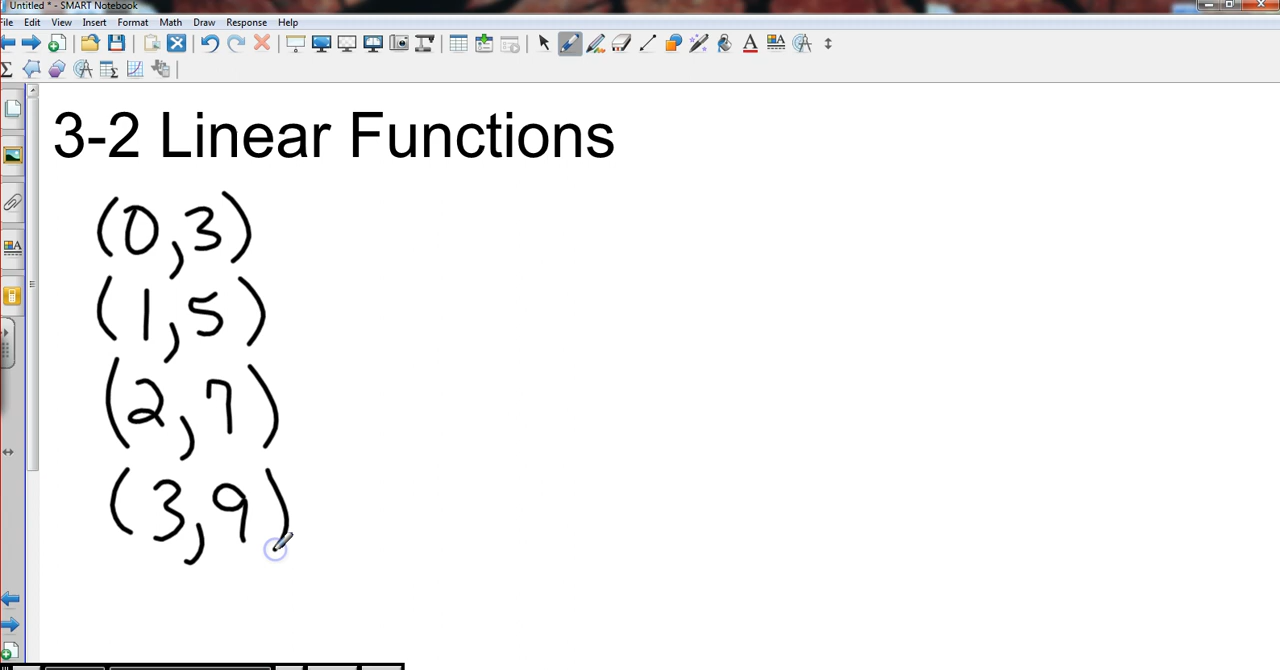 Untitled * - SMART Notebook
File Edit View Insert Format Math Draw Response Help
3-2 Linear Functions
(0,3)
(1,5)
(2,7)
(3,9)